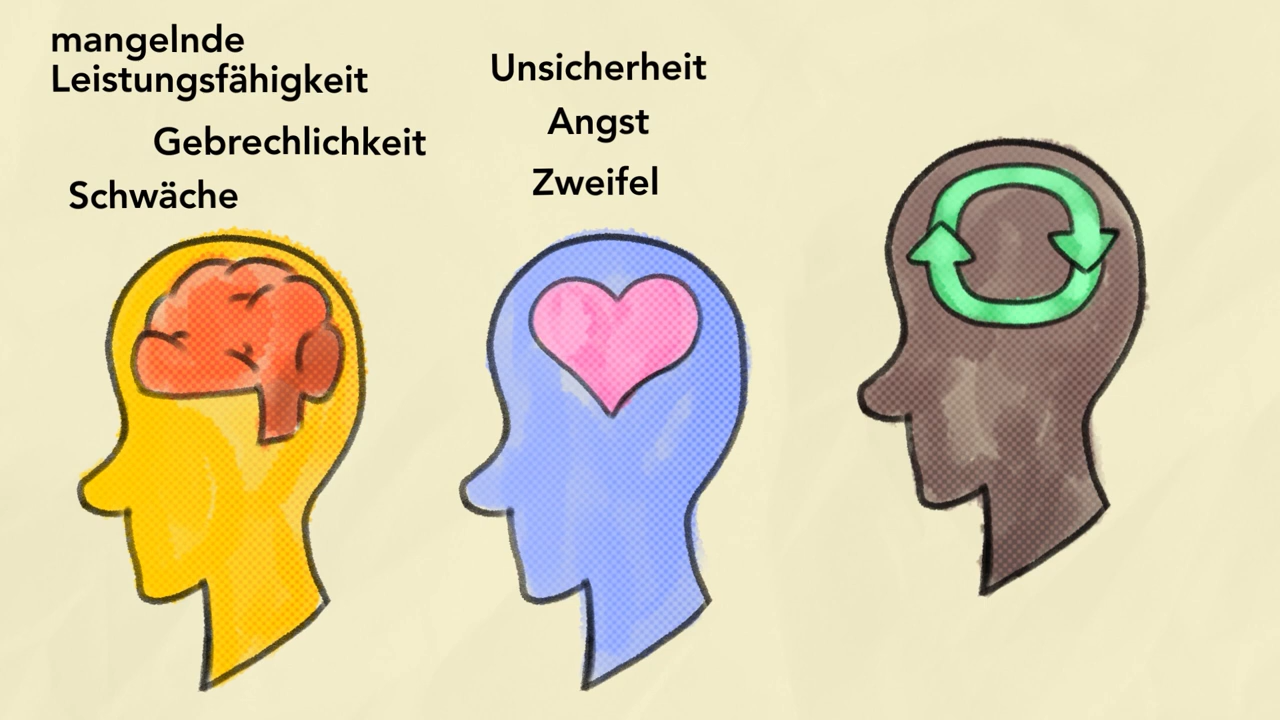 mangelnde
Leistungsfähigkeit
Gebrechlichkeit
Schwäche
Unsicherheit
Angst
Zweifel